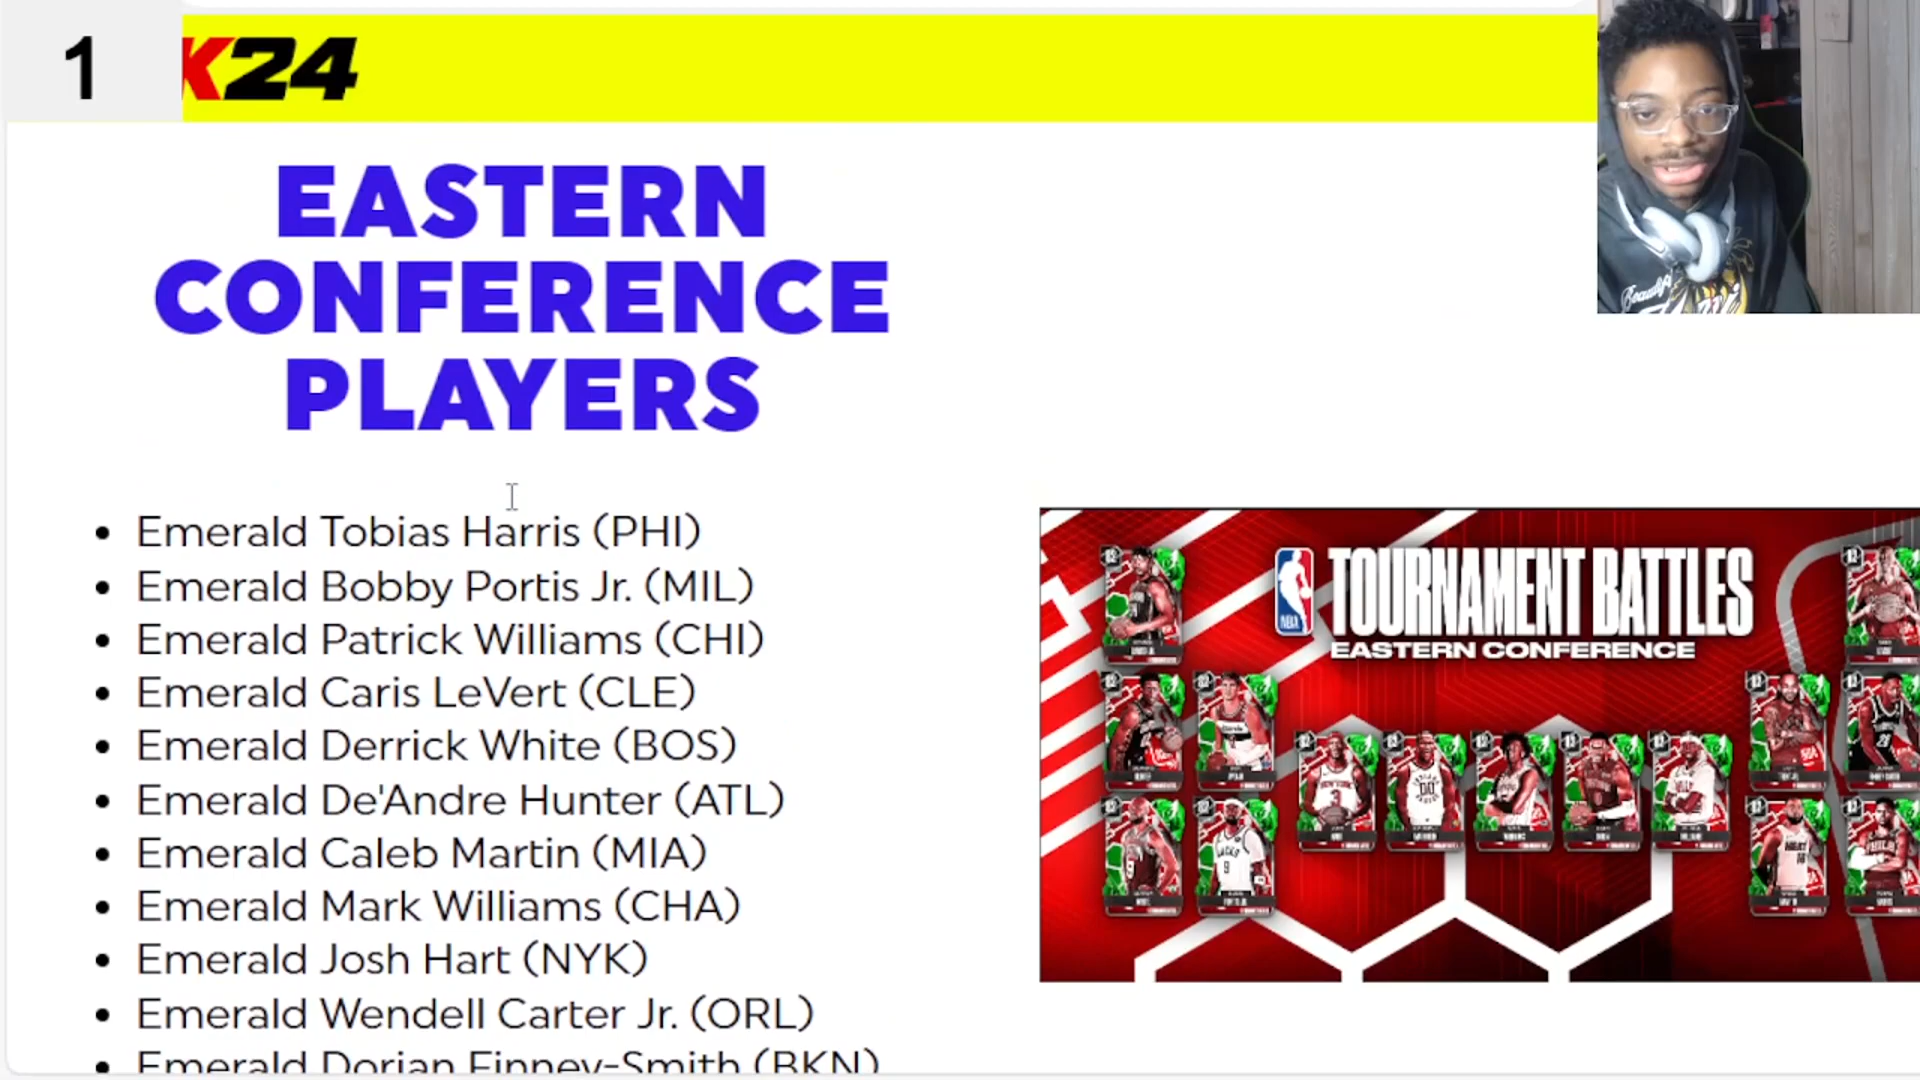 1
K24
EASTERN
CONFERENCE
PLAYERS
• Emerald Tobias Harris (PHI)
• Emerald Bobby Portis Jr. (MIL)
• Emerald Patrick Williams (CHI)
• Emerald Caris LeVert (CLE)
• Emerald Derrick White (BOS)
• Emerald De'Andre Hunter (ATL)
• Emerald Caleb Martin (MIA)
• Emerald Mark Williams (CHA)
• Emerald Josh Hart (NYK)
• Emerald Wendell Carter Jr. (ORL)
• Emerald Dorian Finney-Smith (BKN)
NBA
TOURNAMENT BATTLES
EASTERN CONFERENCE